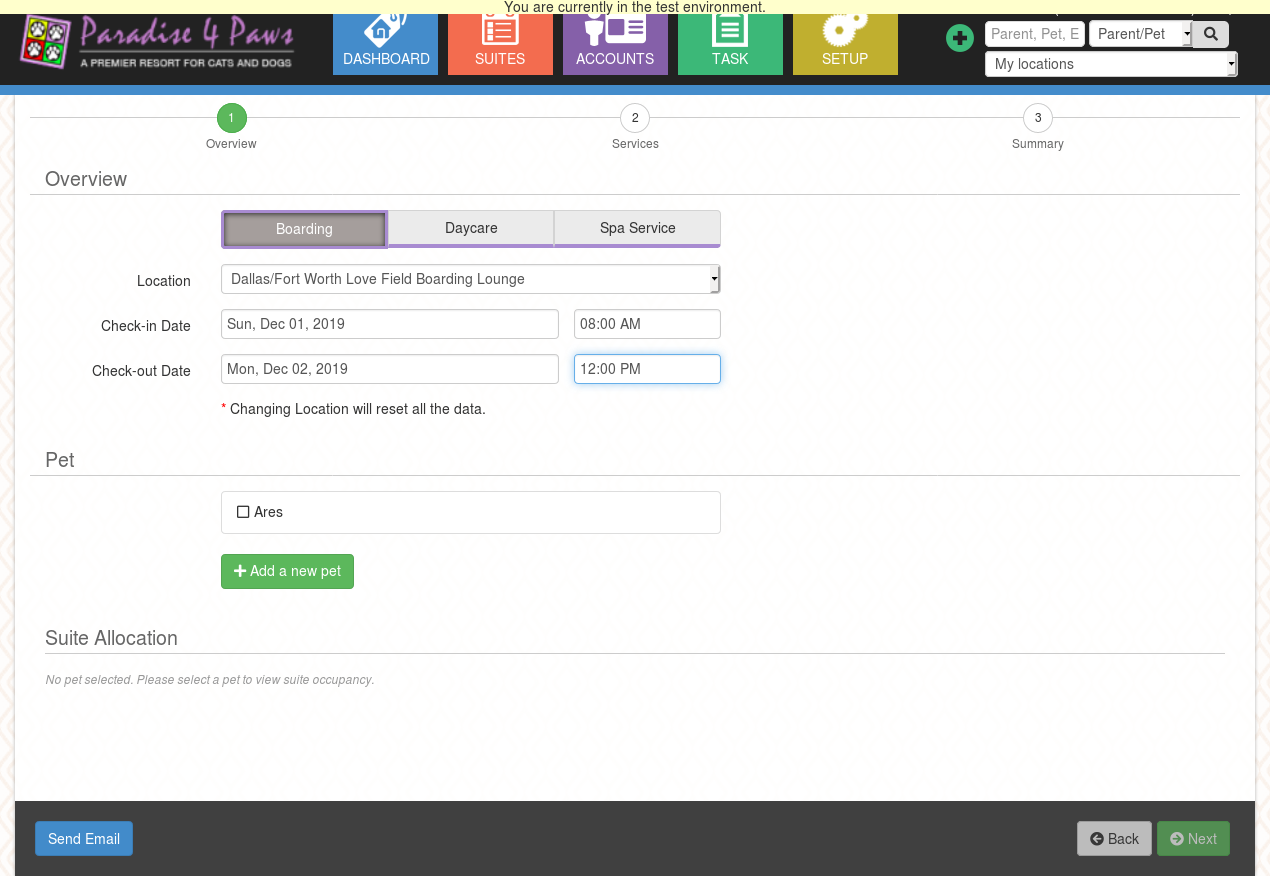 You are currently in the test environment.
Paradise 4 Paws
A PREMIER RESORT FOR CATS AND DOGS
DASHBOARD
SUITES
ACCOUNTS
TASK
SETUP
Parent, Pet, E
Parent/Pet
My locations
1
2
3
Overview
Services
Summary
Overview
Boarding
Daycare
Spa Service
Location
Dallas/Fort Worth Love Field Boarding Lounge
Check-in Date
Sun, Dec 01, 2019
08:00 AM
Check-out Date
Mon, Dec 02, 2019
12:00 PM
* Changing Location will reset all the data.
Pet
Ares
Add a new pet
Suite Allocation
No pet selected. Please select a pet to view suite occupancy.
Send Email
Back
Next